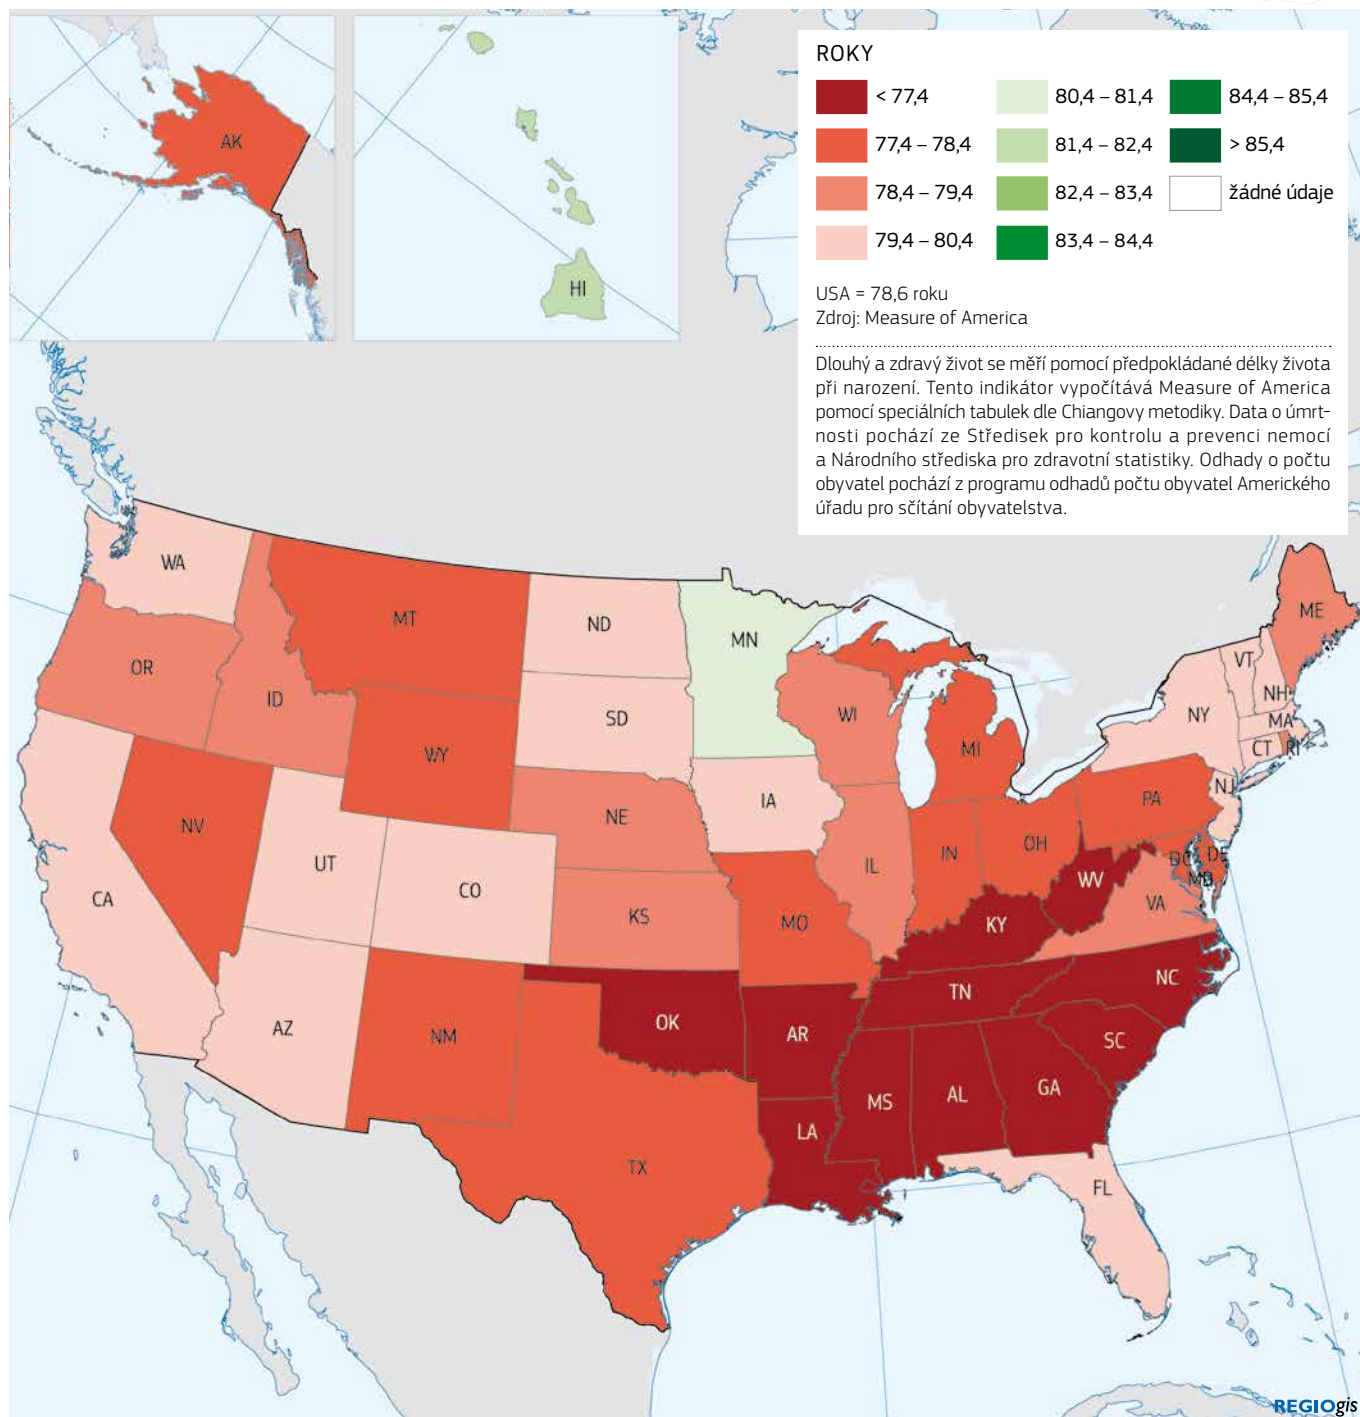 ROKY
< 77,4
77,4 – 78,4
78,4 – 79,4
79,4 – 80,4
80,4 – 81,4
81,4 – 82,4
82,4 – 83,4
83,4 – 84,4
84,4 – 85,4
> 85,4
žádné údaje
USA = 78,6 roku
Zdroj: Measure of America
Dlouhý a zdravý život se měří pomocí předpokládané délky života
při narození. Tento indikátor vypočítává Measure of America
pomocí speciálních tabulek dle Chiangovy metodiky. Data o úmrt-
nosti pochází ze Středisek pro kontrolu a prevenci nemocí
a Národního střediska pro zdravotní statistiky. Odhady o počtu
obyvatel pochází z programu odhadů počtu obyvatel Amerického
úřadu pro sčítání obyvatelstva.
AK
HI
WA
MT
ND
MN
ME
OR
ID
SD
WI
VT
NH
NY
MA
MI
CT
RI
WY
NV
NE
IA
NJ
PA
UT
CO
IL
IN
OH
DC
DE
MD
CA
KS
MO
WV
VA
KY
AZ
NM
OK
AR
TN
NC
SC
MS
AL
GA
LA
TX
FL
REGIOgis